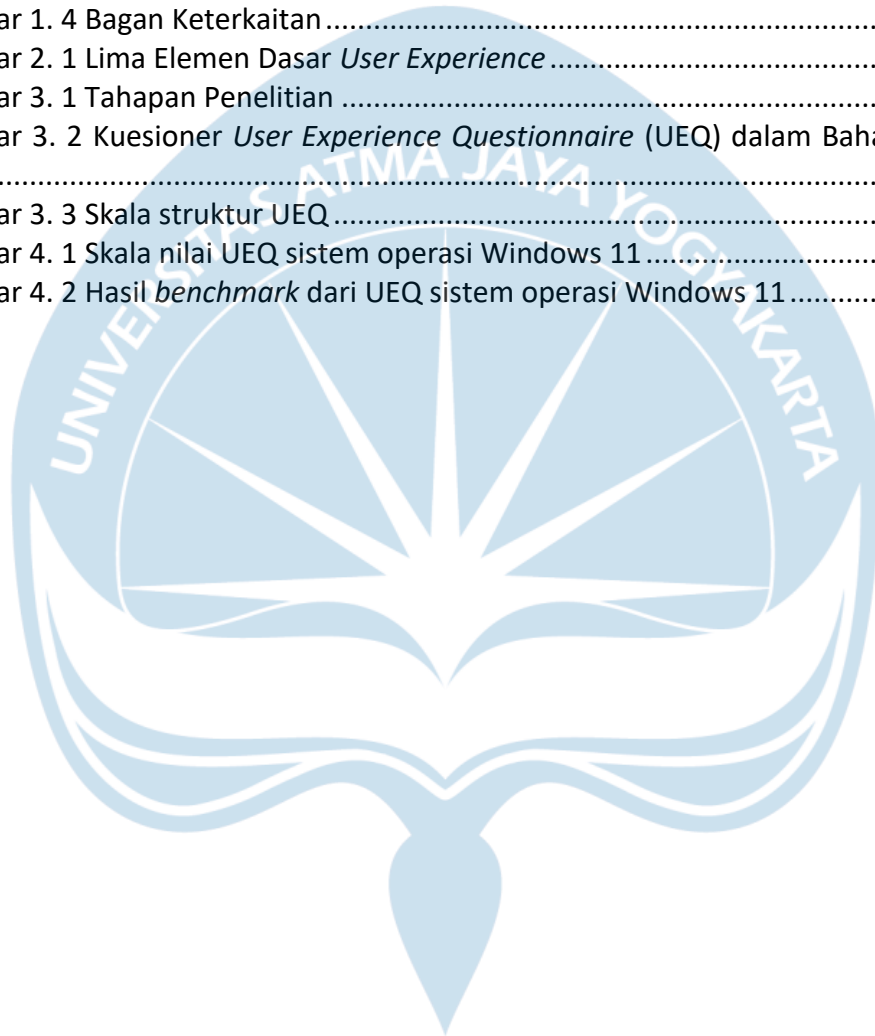 ar 1. 4 Bagan Keterkaitan....................................................................
ar 2. 1 Lima Elemen Dasar User Experience........................................
ar 3. 1 Tahapan Penelitian ..................................................................
ar 3. 2 Kuesioner User Experience Questionnaire (UEQ) dalam Baha
....................................................................................................
ar 3. 3 Skala struktur UEQ...................................................................
ar 4. 1 Skala nilai UEQ sistem operasi Windows 11............................
ar 4. 2 Hasil benchmark dari UEQ sistem operasi Windows 11...........
UNIVERSITAS ATMA JAYA YOGYAKARTA